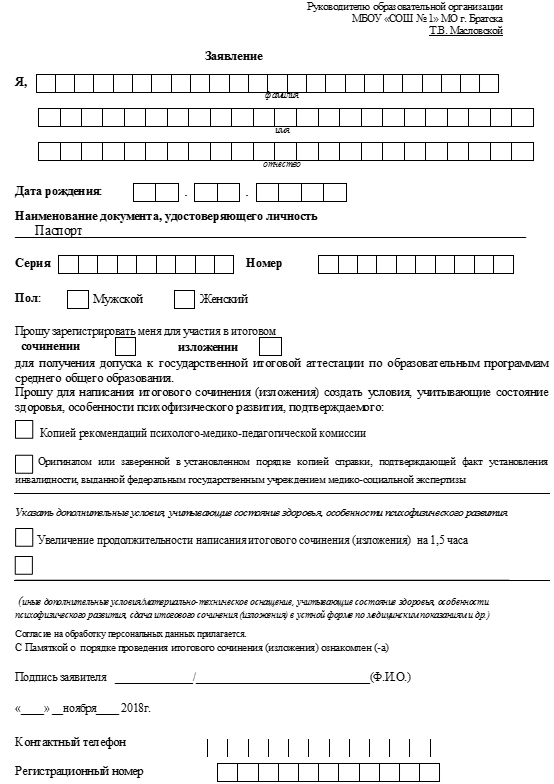 Руководителю образовательной организации
МБОУ «СОШ № 1» МО г. Братска
Т.В. Масловской
Заявление
Я,
фамилия
имя
отчество
Дата рождения: . .
Наименование документа, удостоверяющего личность
Паспорт
Серия Номер
Пол: Мужской Женский
Прошу зарегистрировать меня для участия в итоговом
сочинении изложении
для получения допуска к государственной итоговой аттестации по образовательным программам
среднего общего образования.
Прошу для написания итогового сочинения (изложения) создать условия, учитывающие состояние
здоровья, особенности психофизического развития, подтверждаемого:
Копией рекомендаций психолого-медико-педагогической комиссии
Оригиналом или заверенной в установленном порядке копией справки, подтверждающей факт установления
инвалидности, выданной федеральным государственным учреждением медико-социальной экспертизы
Указать дополнительные условия, учитывающие состояние здоровья, особенности психофизического развития
Увеличение продолжительности написания итогового сочинения (изложения) на 1,5 часа
(иные дополнительные условия/материально-техническое оснащение, учитывающие состояние здоровья, особенности
психофизического развития, сдача итогового сочинения (изложения) в устной форме по медицинским показаниям и др.)
Согласие на обработку персональных данных прилагается.
С Памяткой о порядке проведения итогового сочинения (изложения) ознакомлен (-а)
Подпись заявителя ______________/______________________________(Ф.И.О.)
«____» __ноября____ 2018г.
Контактный телефон
Регистрационный номер